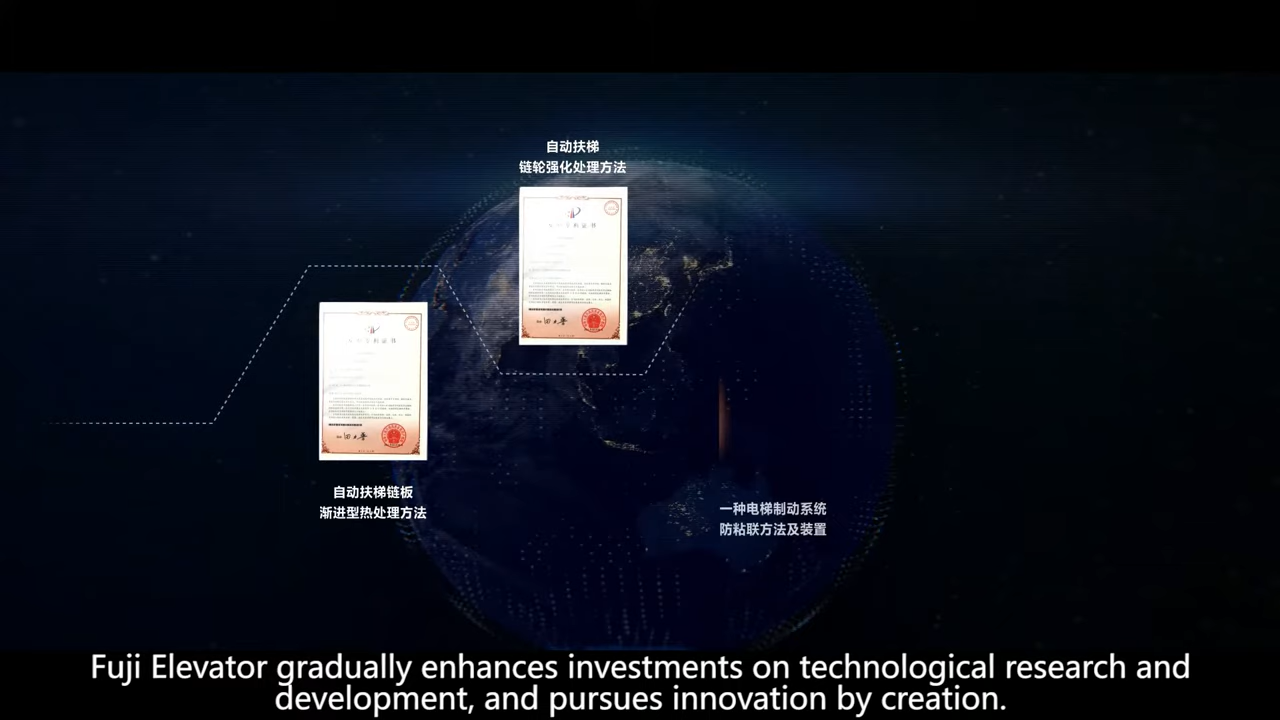 自动扶梯
链轮强化处理方法
自动扶梯链板
渐进型热处理方法
一种电梯制动系统
防粘联方法及装置
Fuji Elevator gradually enhances investments on technological research and
development, and pursues innovation by creation.